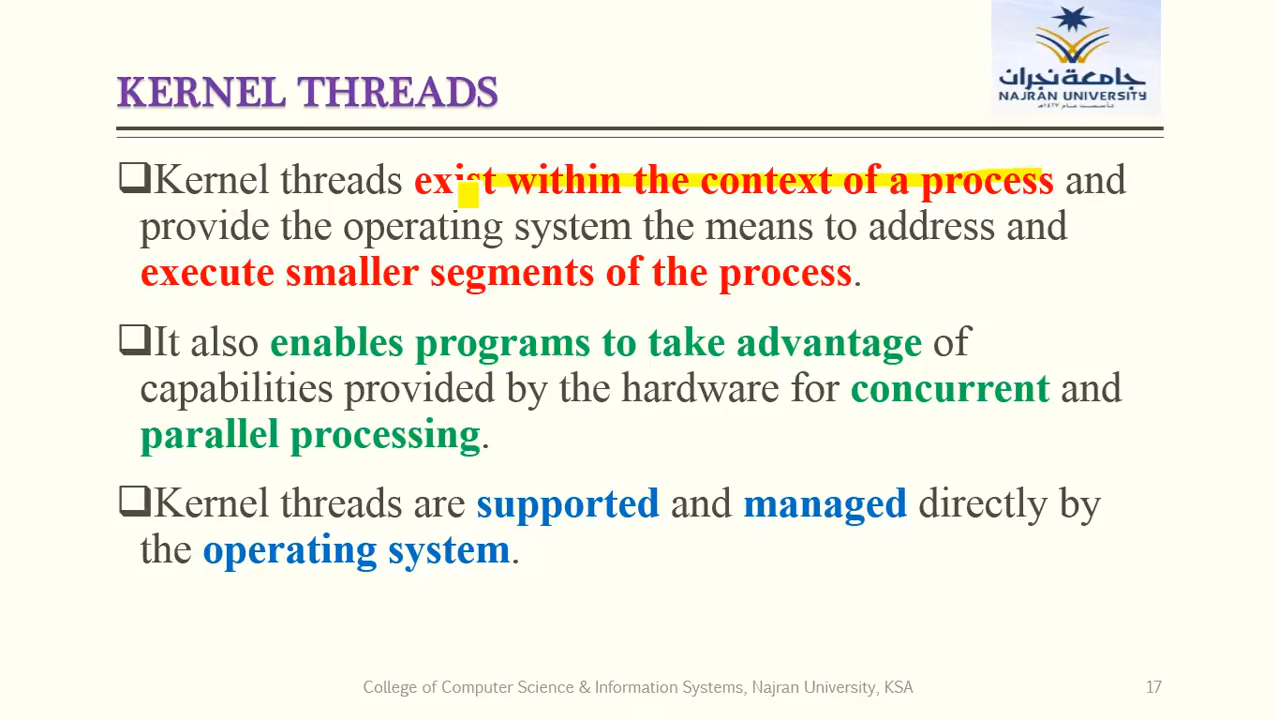 جامعة نجران
NAJRAN UNIVERSITY
تأسست عام ١٤٢٧هـ
KERNEL THREADS
Kernel threads exist within the context of a process and
provide the operating system the means to address and
execute smaller segments of the process.
It also enables programs to take advantage of
capabilities provided by the hardware for concurrent and
parallel processing.
Kernel threads are supported and managed directly by
the operating system.
College of Computer Science & Information Systems, Najran University, KSA
17